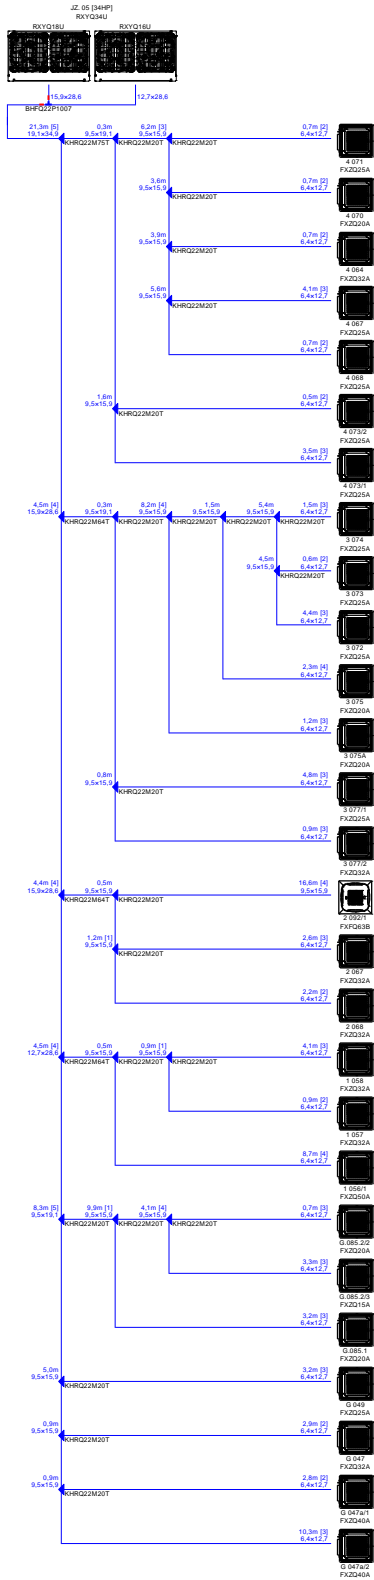 JZ. 05 [34HP]
RXYQ34U
RXYQ18U RXYQ16U
15,9x28,6 12,7x28,6
BHFQ22P1007
21,3m [5] 0,3m 6,2m [3] 0,7m [2]
19,1x34,9 9,5x19,1 9,5x15,9 6,4x12,7
KHRQ22M75T KHRQ22M20T KHRQ22M20T
4 071
FXZQ25A
3,6m 0,7m [2]
9,5x15,9 6,4x12,7
KHRQ22M20T
4 070
FXZQ20A
3,9m 0,7m [2]
9,5x15,9 6,4x12,7
KHRQ22M20T
4 064
FXZQ32A
5,6m 4,1m [3]
9,5x15,9 6,4x12,7
KHRQ22M20T
4 067
FXZQ25A
0,7m [2]
6,4x12,7
4 068
FXZQ25A
1,6m 0,5m [2]
9,5x15,9 6,4x12,7
KHRQ22M20T
4 073/2
FXZQ25A
3,5m [3]
6,4x12,7
4 073/1
FXZQ25A
4,5m [4] 0,3m 8,2m [4] 1,5m 5,4m 1,5m [3]
15,9x28,6 9,5x19,1 9,5x15,9 9,5x15,9 9,5x15,9 6,4x12,7
KHRQ22M64T KHRQ22M20T KHRQ22M20T KHRQ22M20T KHRQ22M20T
3 074
FXZQ25A
4,5m 0,6m [2]
9,5x15,9 6,4x12,7
KHRQ22M20T
3 073
FXZQ25A
4,4m [3]
6,4x12,7
3 072
FXZQ25A
2,3m [4]
6,4x12,7
3 075
FXZQ20A
1,2m [3]
6,4x12,7
3 075A
FXZQ20A
0,8m 4,8m [3]
9,5x15,9 6,4x12,7
KHRQ22M20T
3 077/1
FXZQ25A
0,9m [3]
6,4x12,7
3 077/2
FXZQ32A
4,4m [4] 0,5m 16,6m [4]
15,9x28,6 9,5x15,9 9,5x15,9
KHRQ22M64T KHRQ22M20T
2 092/1
FXFQ63B
1,2m [1] 2,6m [3]
9,5x15,9 6,4x12,7
KHRQ22M20T
2 067
FXZQ32A
2,2m [2]
6,4x12,7
2 068
FXZQ32A
4,5m [4] 0,5m 0,9m [1] 4,1m [3]
12,7x28,6 9,5x15,9 9,5x15,9 6,4x12,7
KHRQ22M64T KHRQ22M20T KHRQ22M20T
1 058
FXZQ32A
0,9m [2]
6,4x12,7
1 057
FXZQ32A
8,7m [4]
6,4x12,7
1 056/1
FXZQ50A
8,3m [5] 9,9m [1] 4,1m [4] 0,7m [3]
9,5x19,1 9,5x15,9 9,5x15,9 6,4x12,7
KHRQ22M20T KHRQ22M20T KHRQ22M20T
G.085.2/2
FXZQ20A
3,3m [3]
6,4x12,7
G.085.2/3
FXZQ15A
3,2m [3]
6,4x12,7
G.085.1
FXZQ20A
5,0m 3,2m [3]
9,5x15,9 6,4x12,7
KHRQ22M20T
G 049
FXZQ25A
0,9m 2,9m [2]
9,5x15,9 6,4x12,7
KHRQ22M20T
G 047
FXZQ32A
0,9m 2,8m [2]
9,5x15,9 6,4x12,7
KHRQ22M20T
G 047a/1
FXZQ40A
10,3m [3]
6,4x12,7
G 047a/2
FXZQ40A